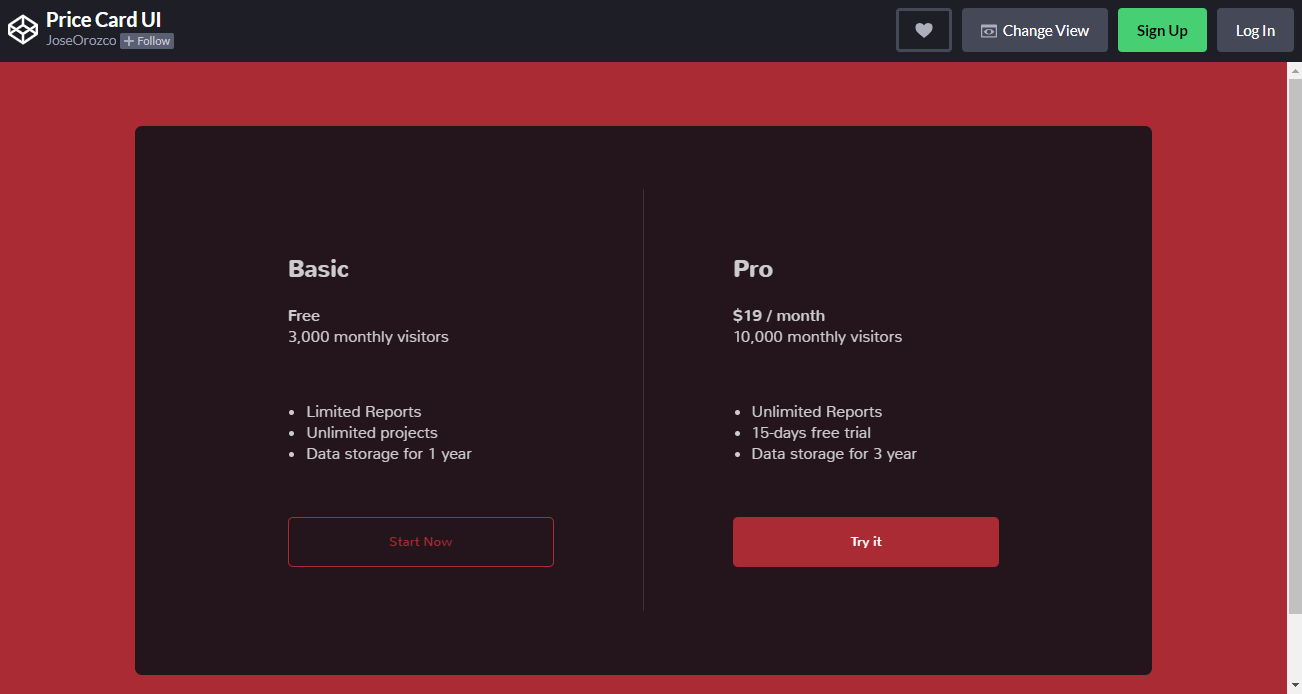 Price Card UI
JoseOrozco + Follow
Change View
Sign Up
Log In
Basic
Free
3,000 monthly visitors
• Limited Reports
• Unlimited projects
• Data storage for 1 year
Start Now
Pro
$19 / month
10,000 monthly visitors
• Unlimited Reports
• 15-days free trial
• Data storage for 3 year
Try it